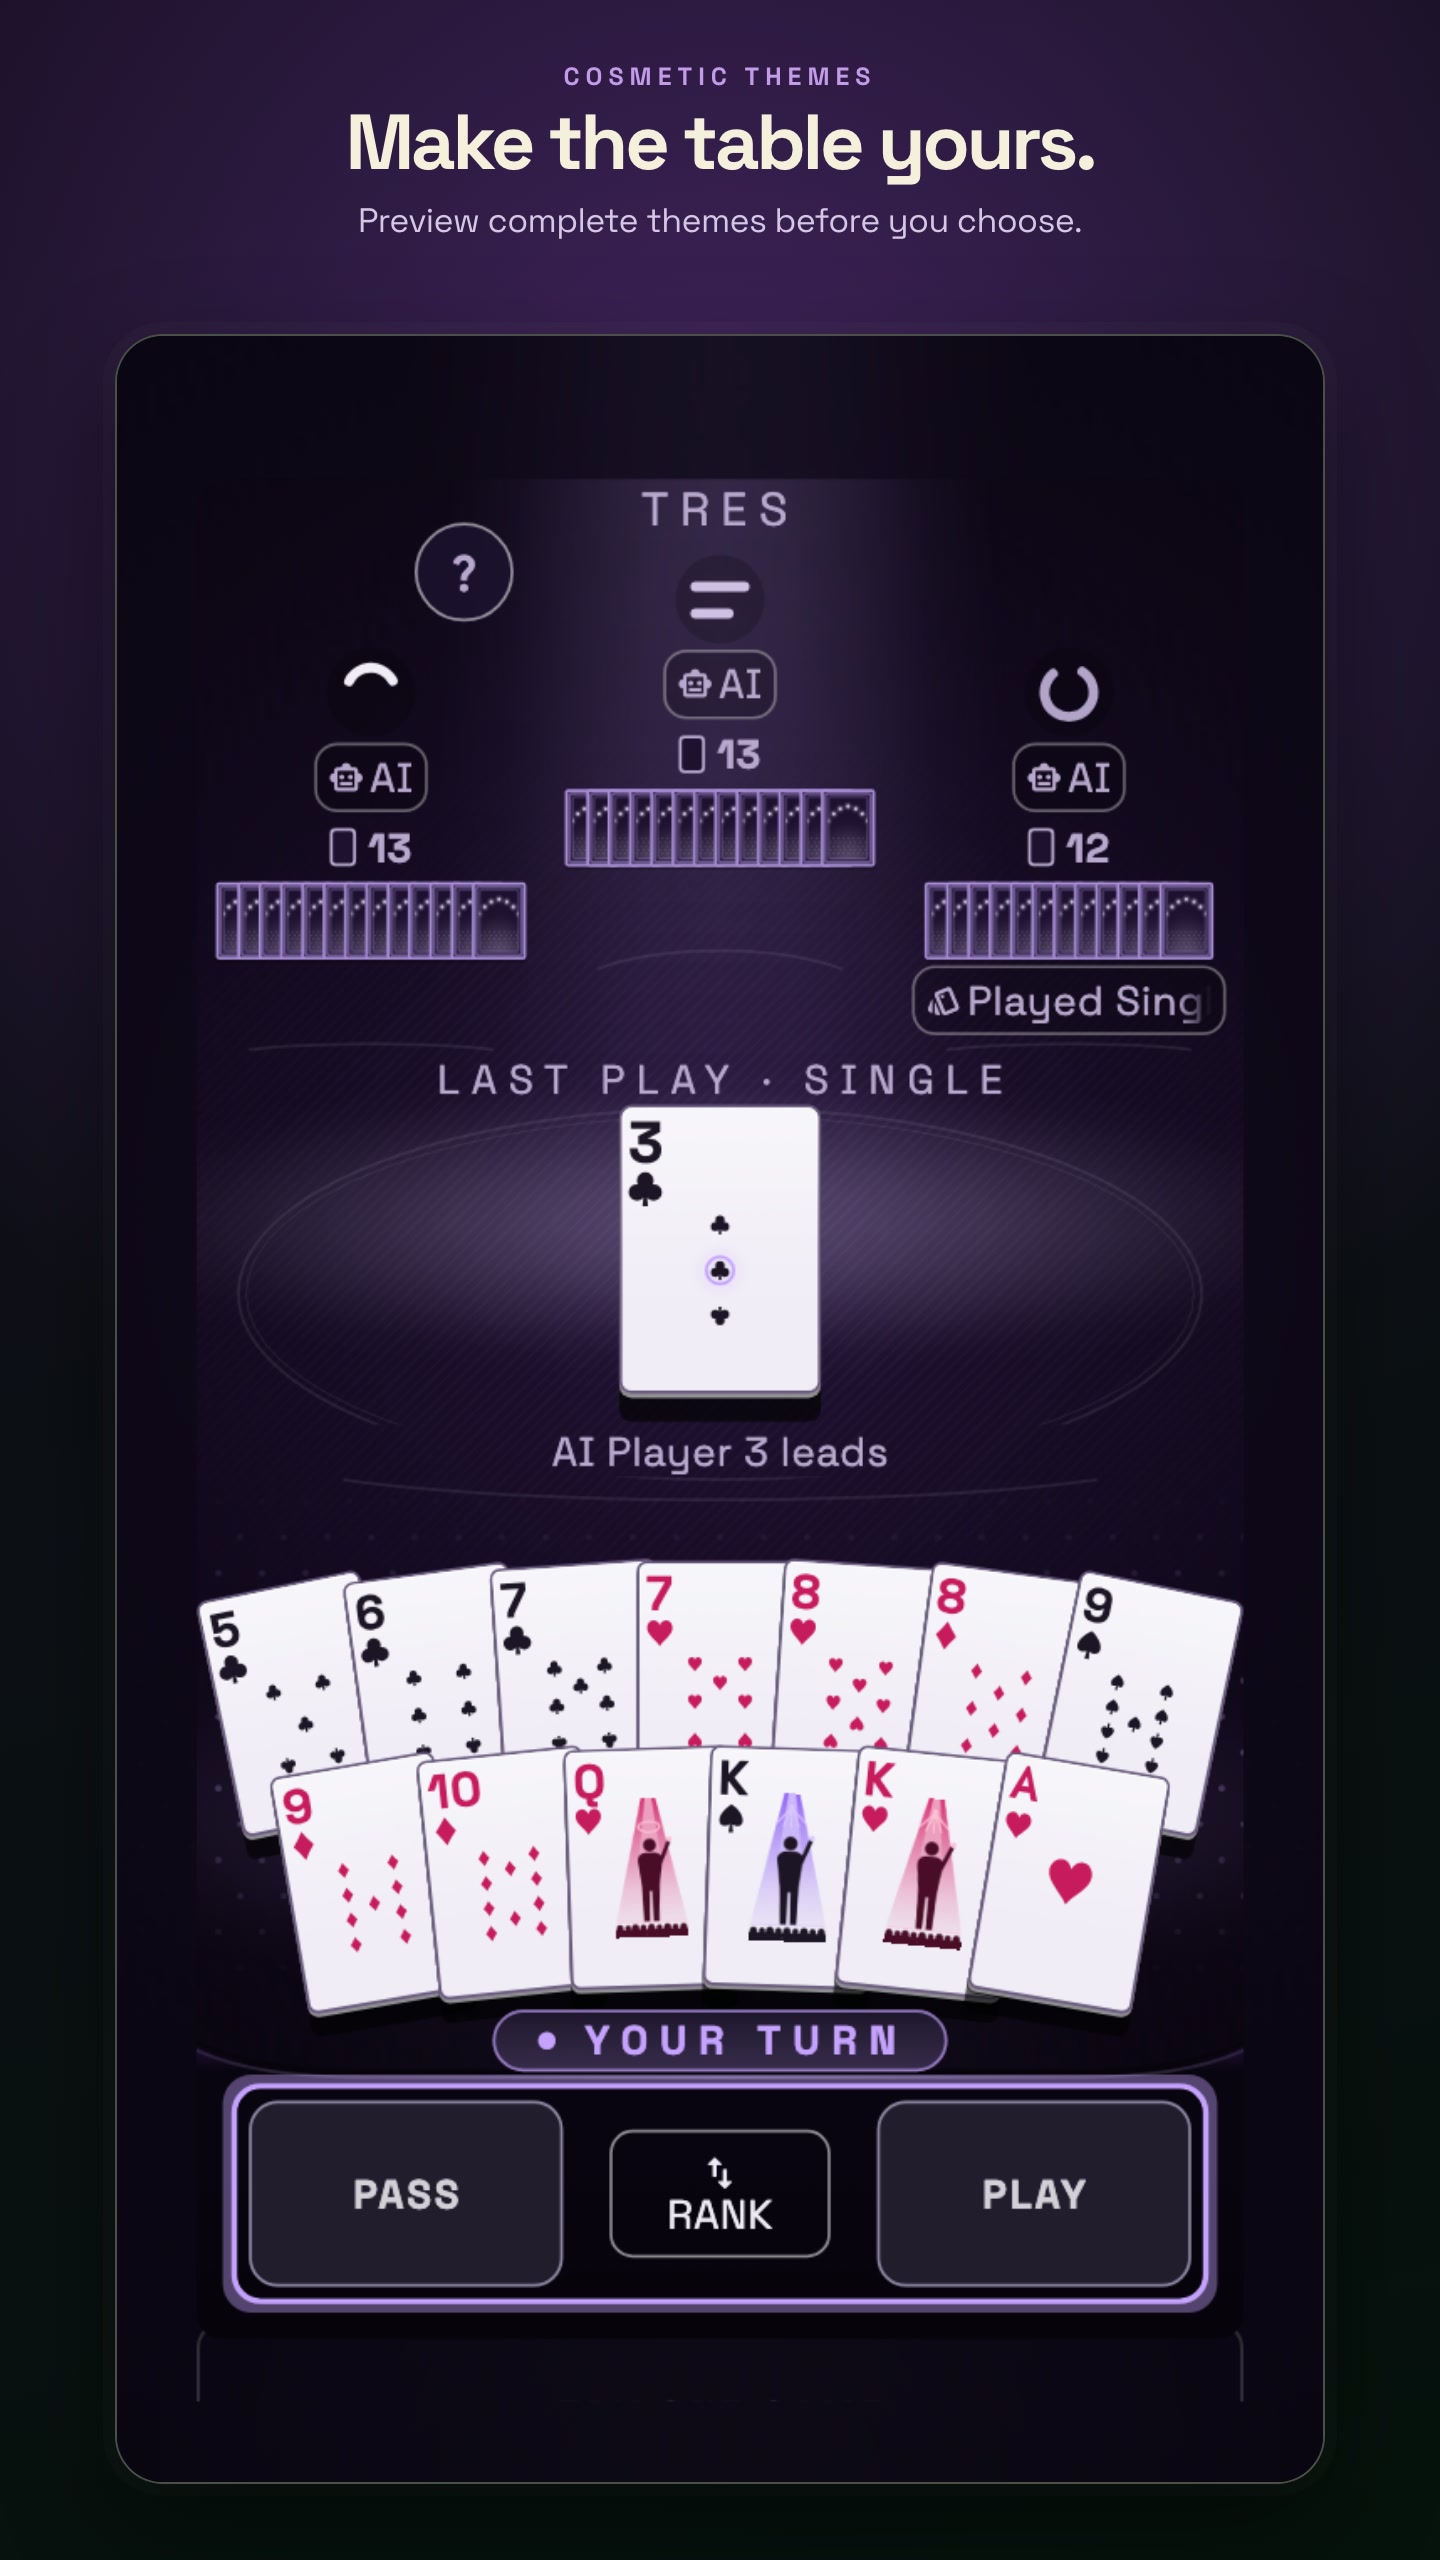 COSMETIC THEMES
Make the table yours.
Preview complete themes before you choose.
TRES
?
AI
13
AI
13
AI
12
Played Sing
LAST PLAY · SINGLE
3
AI Player 3 leads
5 6 7 7 8 8 9
9 10 Q K K A
• YOUR TURN
PASS
RANK
PLAY